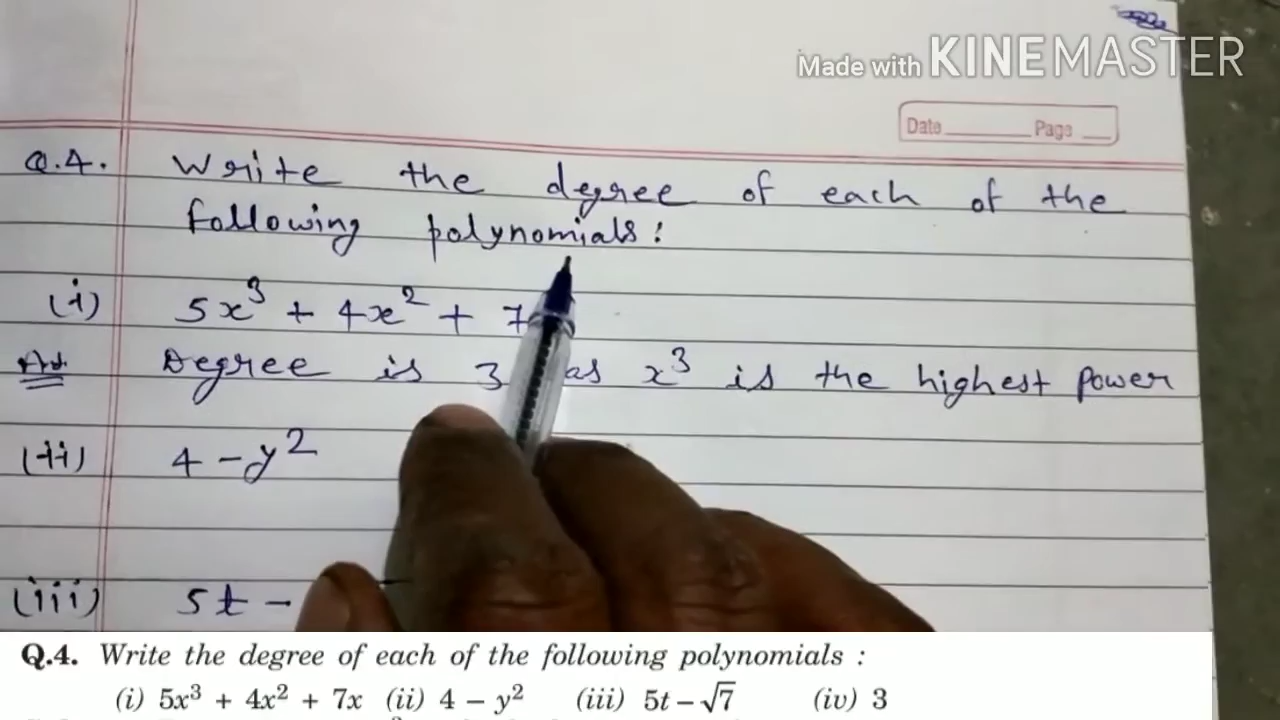 Made with KINEMASTER
Date Page
Q.4. Write the degree of each of the
following polynomials:
(i) 5x³ + 4x² + 7
Ans. Degree is 3 as x³ is the highest power
(ii) 4 - y²
(iii) 5t -
Q.4. Write the degree of each of the following polynomials :
(i) 5x³ + 4x² + 7x (ii) 4 – y² (iii) 5t – √7 (iv) 3